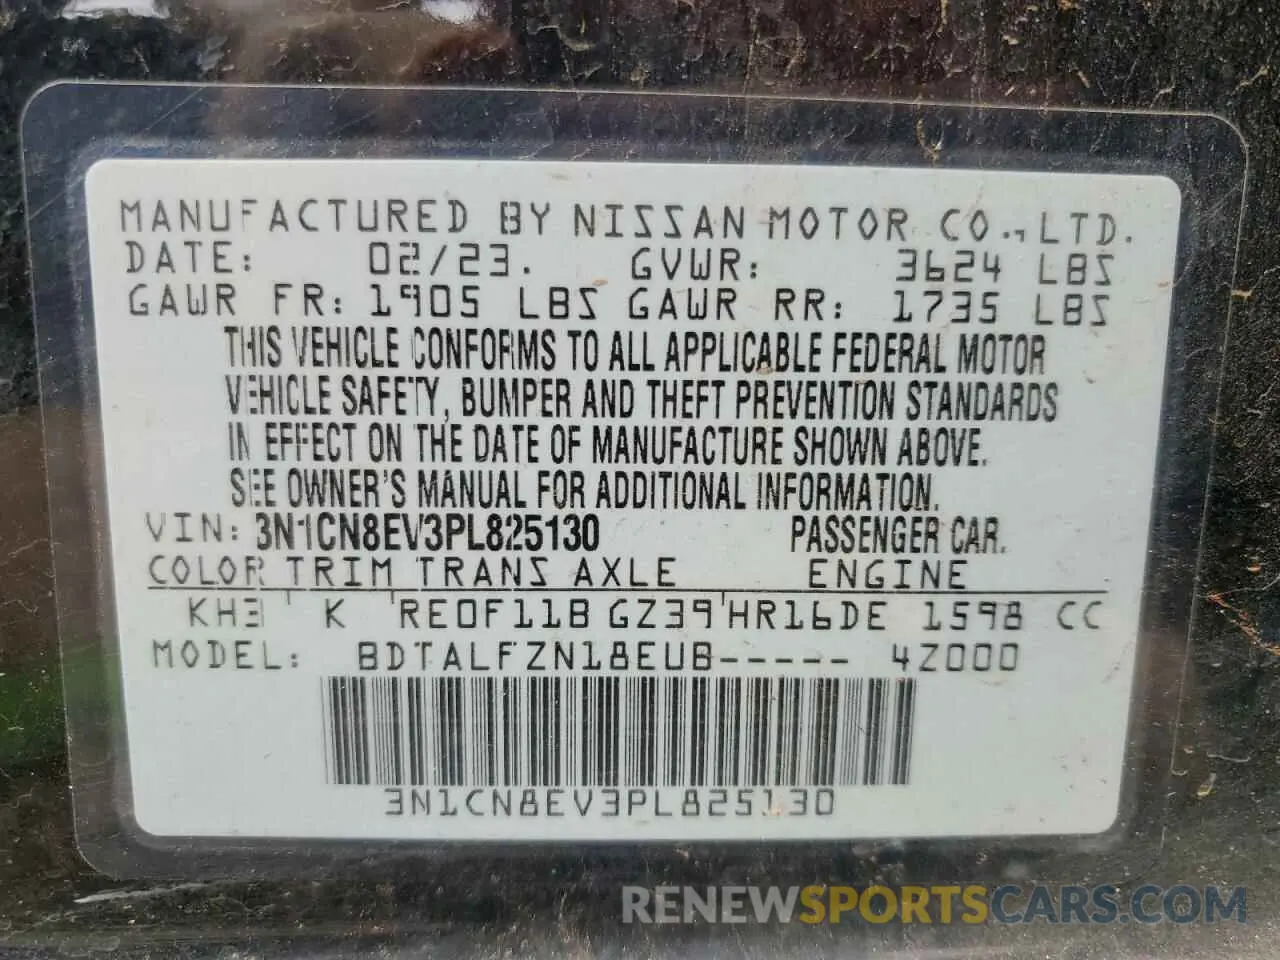 MANUFACTURED BY NISSAN MOTOR CO.,LTD.
DATE: 02/23. GVWR: 3624 LBS
GAWR FR: 1905 LBS GAWR RR: 1735 LBS
THIS VEHICLE CONFORMS TO ALL APPLICABLE FEDERAL MOTOR
VEHICLE SAFETY, BUMPER AND THEFT PREVENTION STANDARDS
IN EFFECT ON THE DATE OF MANUFACTURE SHOWN ABOVE.
SEE OWNER'S MANUAL FOR ADDITIONAL INFORMATION.
VIN: 3N1CN8EV3PL825130 PASSENGER CAR.
COLOR TRIM TRANS AXLE ENGINE
KH3 K RE0F11B GZ39 HR16DE 1598 CC
MODEL: BDTALFZN18EUB----- 4Z000
3N1CN8EV3PL825130
RENEWSPORTSCARS.COM